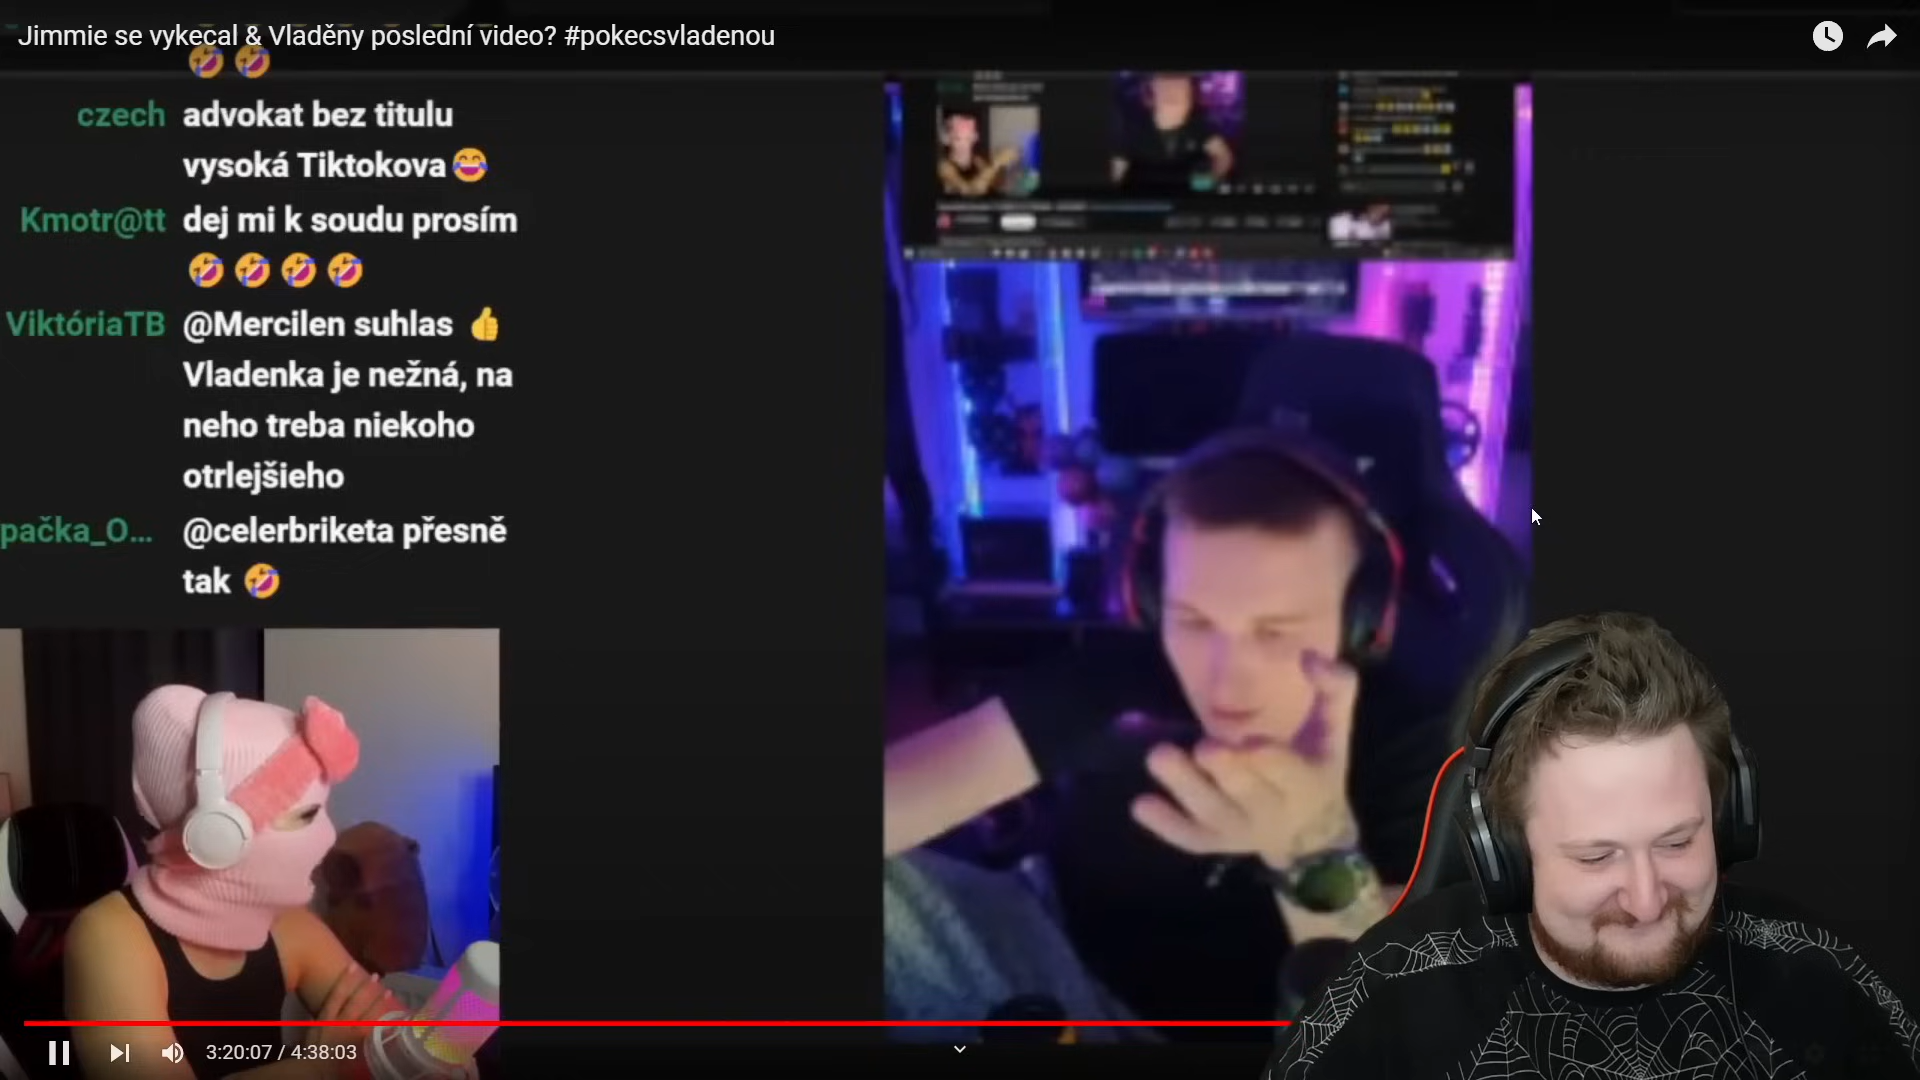 Jimmie se vykecal & Vladěny poslední video? #pokecsvladenou
🤣 🤣
czech advokat bez titulu
vysoká Tiktokova😂
Kmotr@tt dej mi k soudu prosím
🤣 🤣 🤣 🤣
ViktóriaTB @Mercilen suhlas 👍
Vladenka je nežná, na
neho treba niekoho
otrlejšieho
pačka_O... @celerbriketa přesně
tak 🤣
3:20:07 / 4:38:03